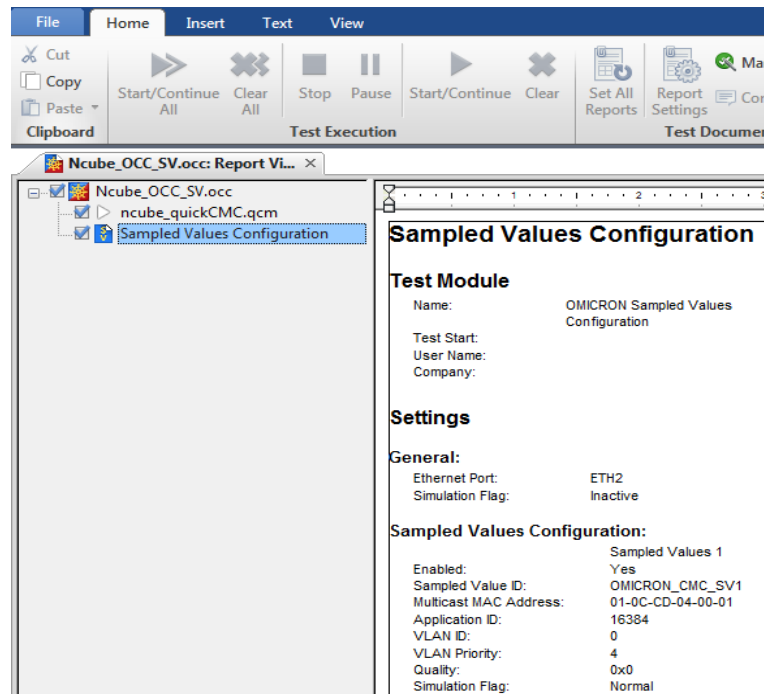 File Home Insert Text View
Cut
Copy
Paste
Clipboard
Start/Continue All
Clear All
Stop
Pause
Start/Continue
Clear
Test Execution
Set All Reports
Report Settings
Ma
Cor
Test Documen
Ncube_OCC_SV.occ: Report Vi... ×
Ncube_OCC_SV.occ
ncube_quickCMC.qcm
Sampled Values Configuration
1 2 3
Sampled Values Configuration
Test Module
Name: OMICRON Sampled Values
Configuration
Test Start:
User Name:
Company:
Settings
General:
Ethernet Port: ETH2
Simulation Flag: Inactive
Sampled Values Configuration:
Sampled Values 1
Enabled: Yes
Sampled Value ID: OMICRON_CMC_SV1
Multicast MAC Address: 01-0C-CD-04-00-01
Application ID: 16384
VLAN ID: 0
VLAN Priority: 4
Quality: 0x0
Simulation Flag: Normal